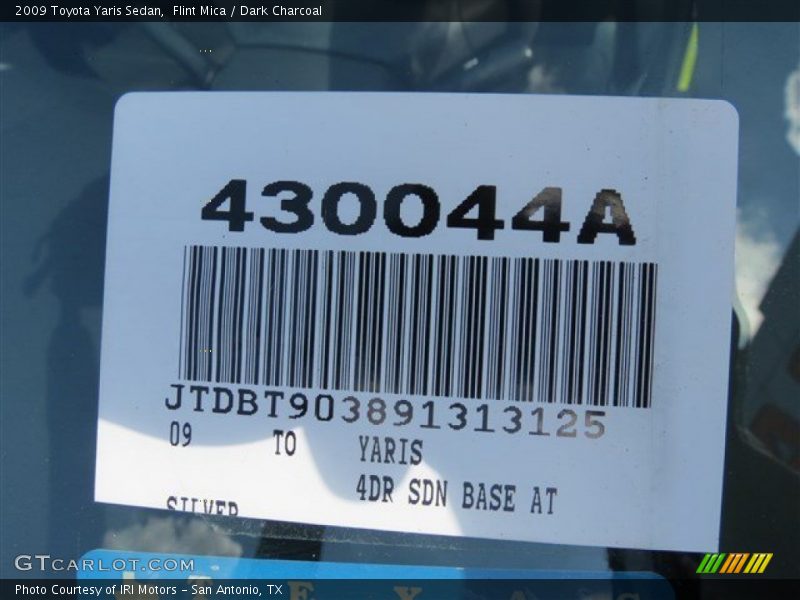 2009 Toyota Yaris Sedan,  Flint Mica / Dark Charcoal
430044A
JTDBT903891313125
09 TO YARIS
4DR SDN BASE AT
SILVER
GTCARLOT.COM
Photo Courtesy of IRI Motors - San Antonio, TX